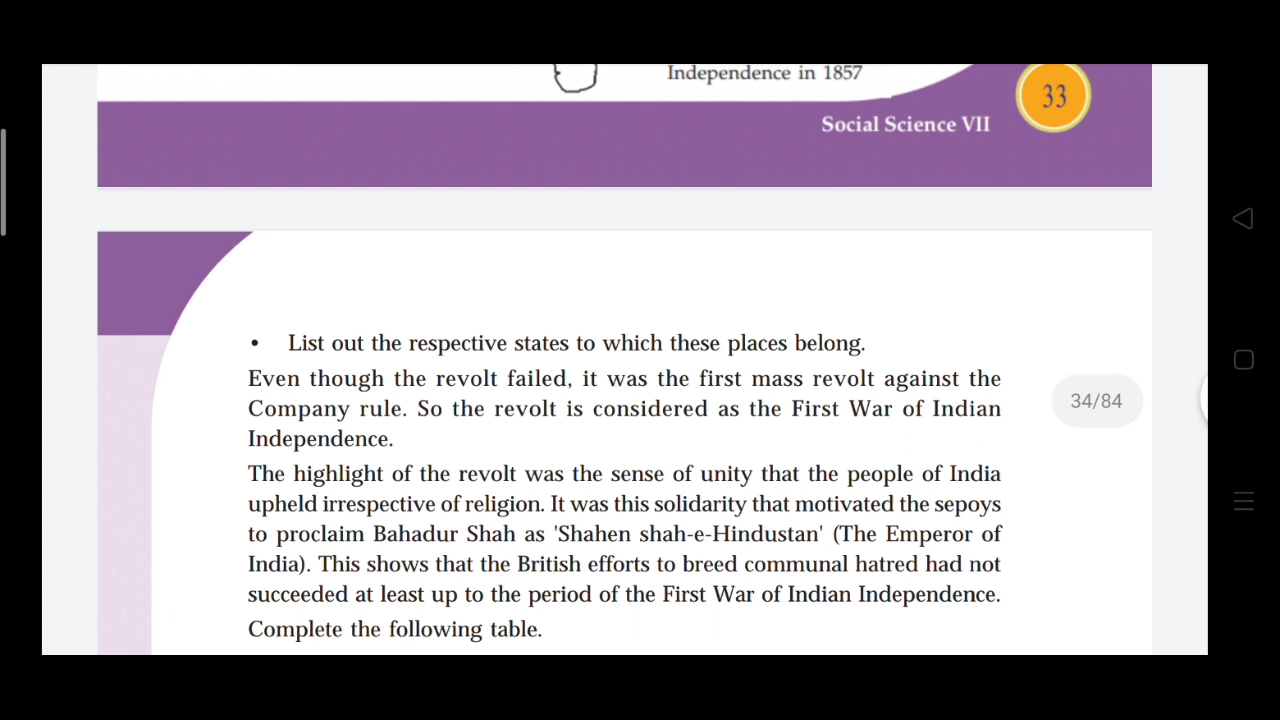 Independence in 1857
33
Social Science VII
• List out the respective states to which these places belong.
Even though the revolt failed, it was the first mass revolt against the
Company rule. So the revolt is considered as the First War of Indian
Independence.
34/84
The highlight of the revolt was the sense of unity that the people of India
upheld irrespective of religion. It was this solidarity that motivated the sepoys
to proclaim Bahadur Shah as 'Shahen shah-e-Hindustan' (The Emperor of
India). This shows that the British efforts to breed communal hatred had not
succeeded at least up to the period of the First War of Indian Independence.
Complete the following table.